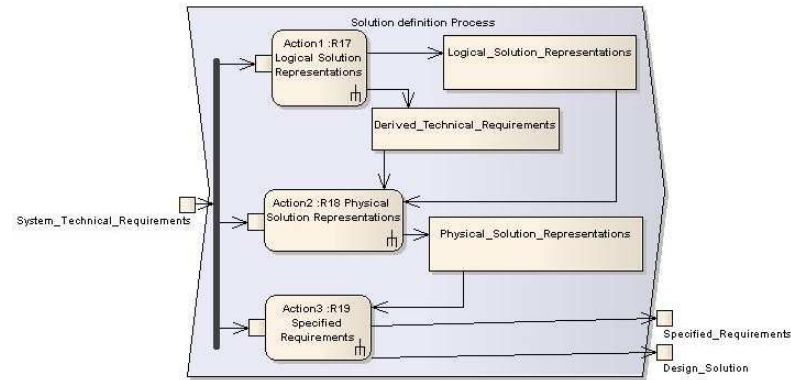 Solution definition Process
Action1 :R17
Logical Solution
Representations
Logical_Solution_Representations
Derived_Technical_Requirements
System_Technical_Requirements
Action2 :R18 Physical
Solution Representations
Physical_Solution_Representations
Action3 :R19
Specified
Requirements
Specified_Requirements
Design_Solution